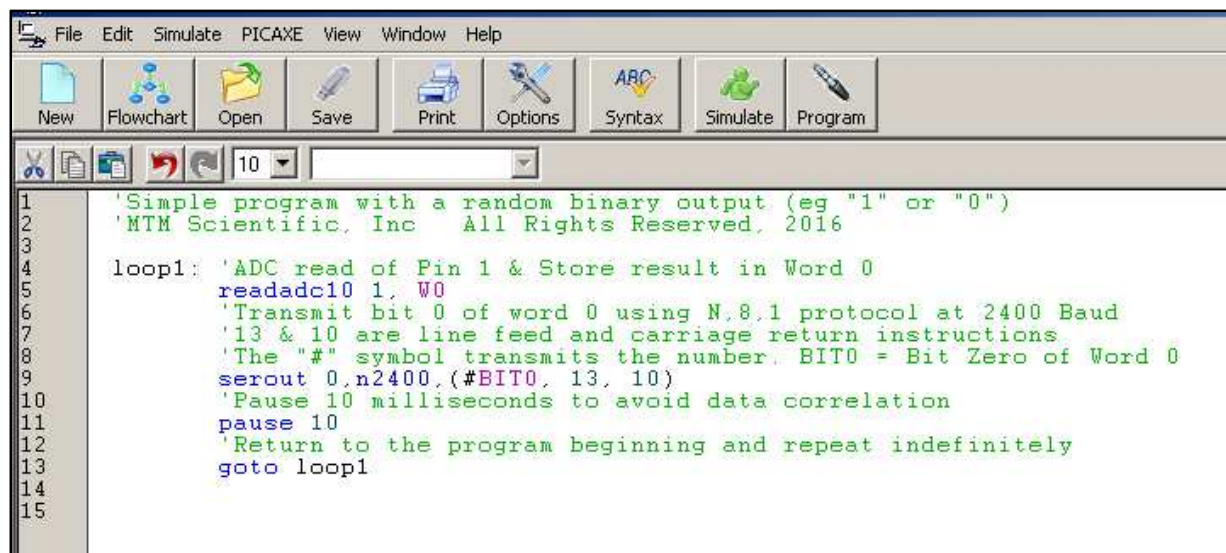 File Edit Simulate PICAXE View Window Help
New Flowchart Open Save Print Options Syntax Simulate Program
ABC
10
1 'Simple program with a random binary output (eg "1" or "0")
2 'MTM Scientific, Inc   All Rights Reserved, 2016
3
4 loop1: 'ADC read of Pin 1 & Store result in Word 0
5 readadc10 1, W0
6 'Transmit bit 0 of word 0 using N,8,1 protocol at 2400 Baud
7 '13 & 10 are line feed and carriage return instructions
8 'The "#" symbol transmits the number. BIT0 = Bit Zero of Word 0
9 serout 0,n2400,(#BIT0, 13, 10)
10 'Pause 10 milliseconds to avoid data correlation
11 pause 10
12 'Return to the program beginning and repeat indefinitely
13 goto loop1
14
15